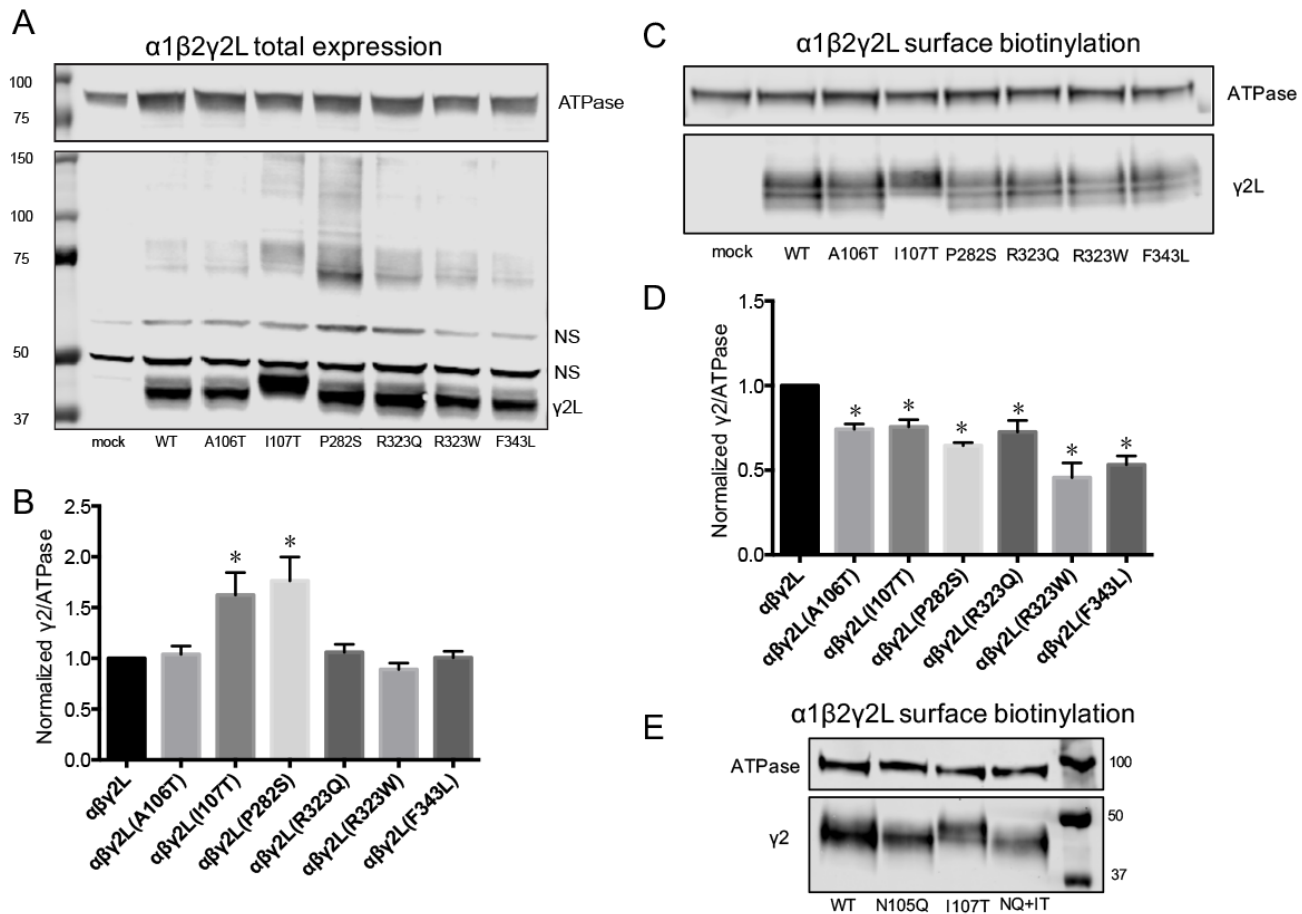 A
α1β2γ2L total expression
100
75
ATPase
150
100
75
50
37
NS
NS
γ2L
mock WT A106T I107T P282S R323Q R323W F343L
B
Normalized γ2/ATPase
2.5
2.0
1.5
1.0
0.5
0.0
* *
αβγ2L
αβγ2L(A106T)
αβγ2L(I107T)
αβγ2L(P282S)
αβγ2L(R323Q)
αβγ2L(R323W)
αβγ2L(F343L)
C
α1β2γ2L surface biotinylation
ATPase
γ2L
mock WT A106T I107T P282S R323Q R323W F343L
D
Normalized γ2/ATPase
1.5
1.0
0.5
0.0
* * * * * *
αβγ2L
αβγ2L(A106T)
αβγ2L(I107T)
αβγ2L(P282S)
αβγ2L(R323Q)
αβγ2L(R323W)
αβγ2L(F343L)
E
α1β2γ2L surface biotinylation
ATPase
100
γ2
50
37
WT N105Q I107T NQ+IT